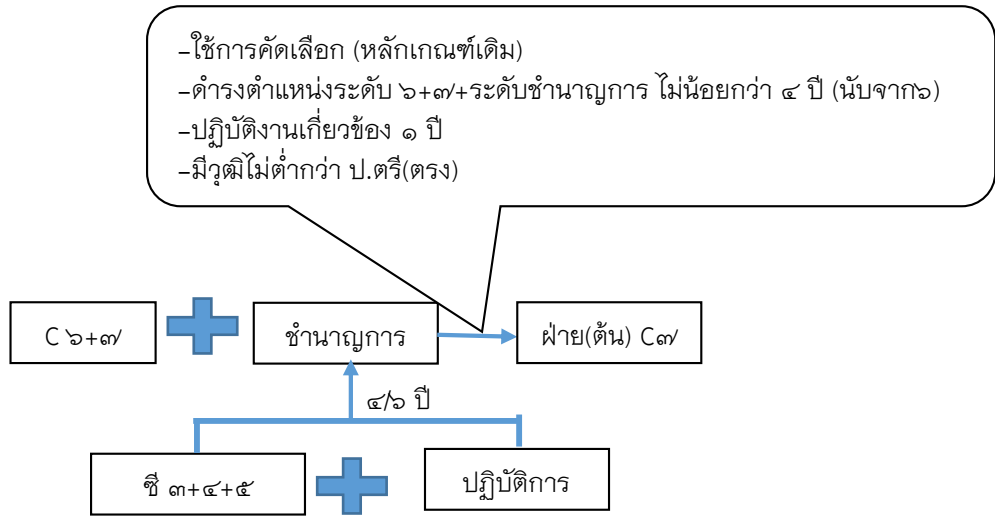 -ใช้การคัดเลือก (หลักเกณฑ์เดิม)
-ดำรงตำแหน่งระดับ ๖+๗+ระดับชำนาญการ ไม่น้อยกว่า ๔ ปี (นับจาก๖)
-ปฏิบัติงานเกี่ยวข้อง ๑ ปี
-มีวุฒิไม่ต่ำกว่า ป.ตรี(ตรง)
C ๖+๗
ชำนาญการ
ฝ่าย(ต้น) C๗
๔/๖ ปี
ซี ๓+๔+๕
ปฎิบัติการ